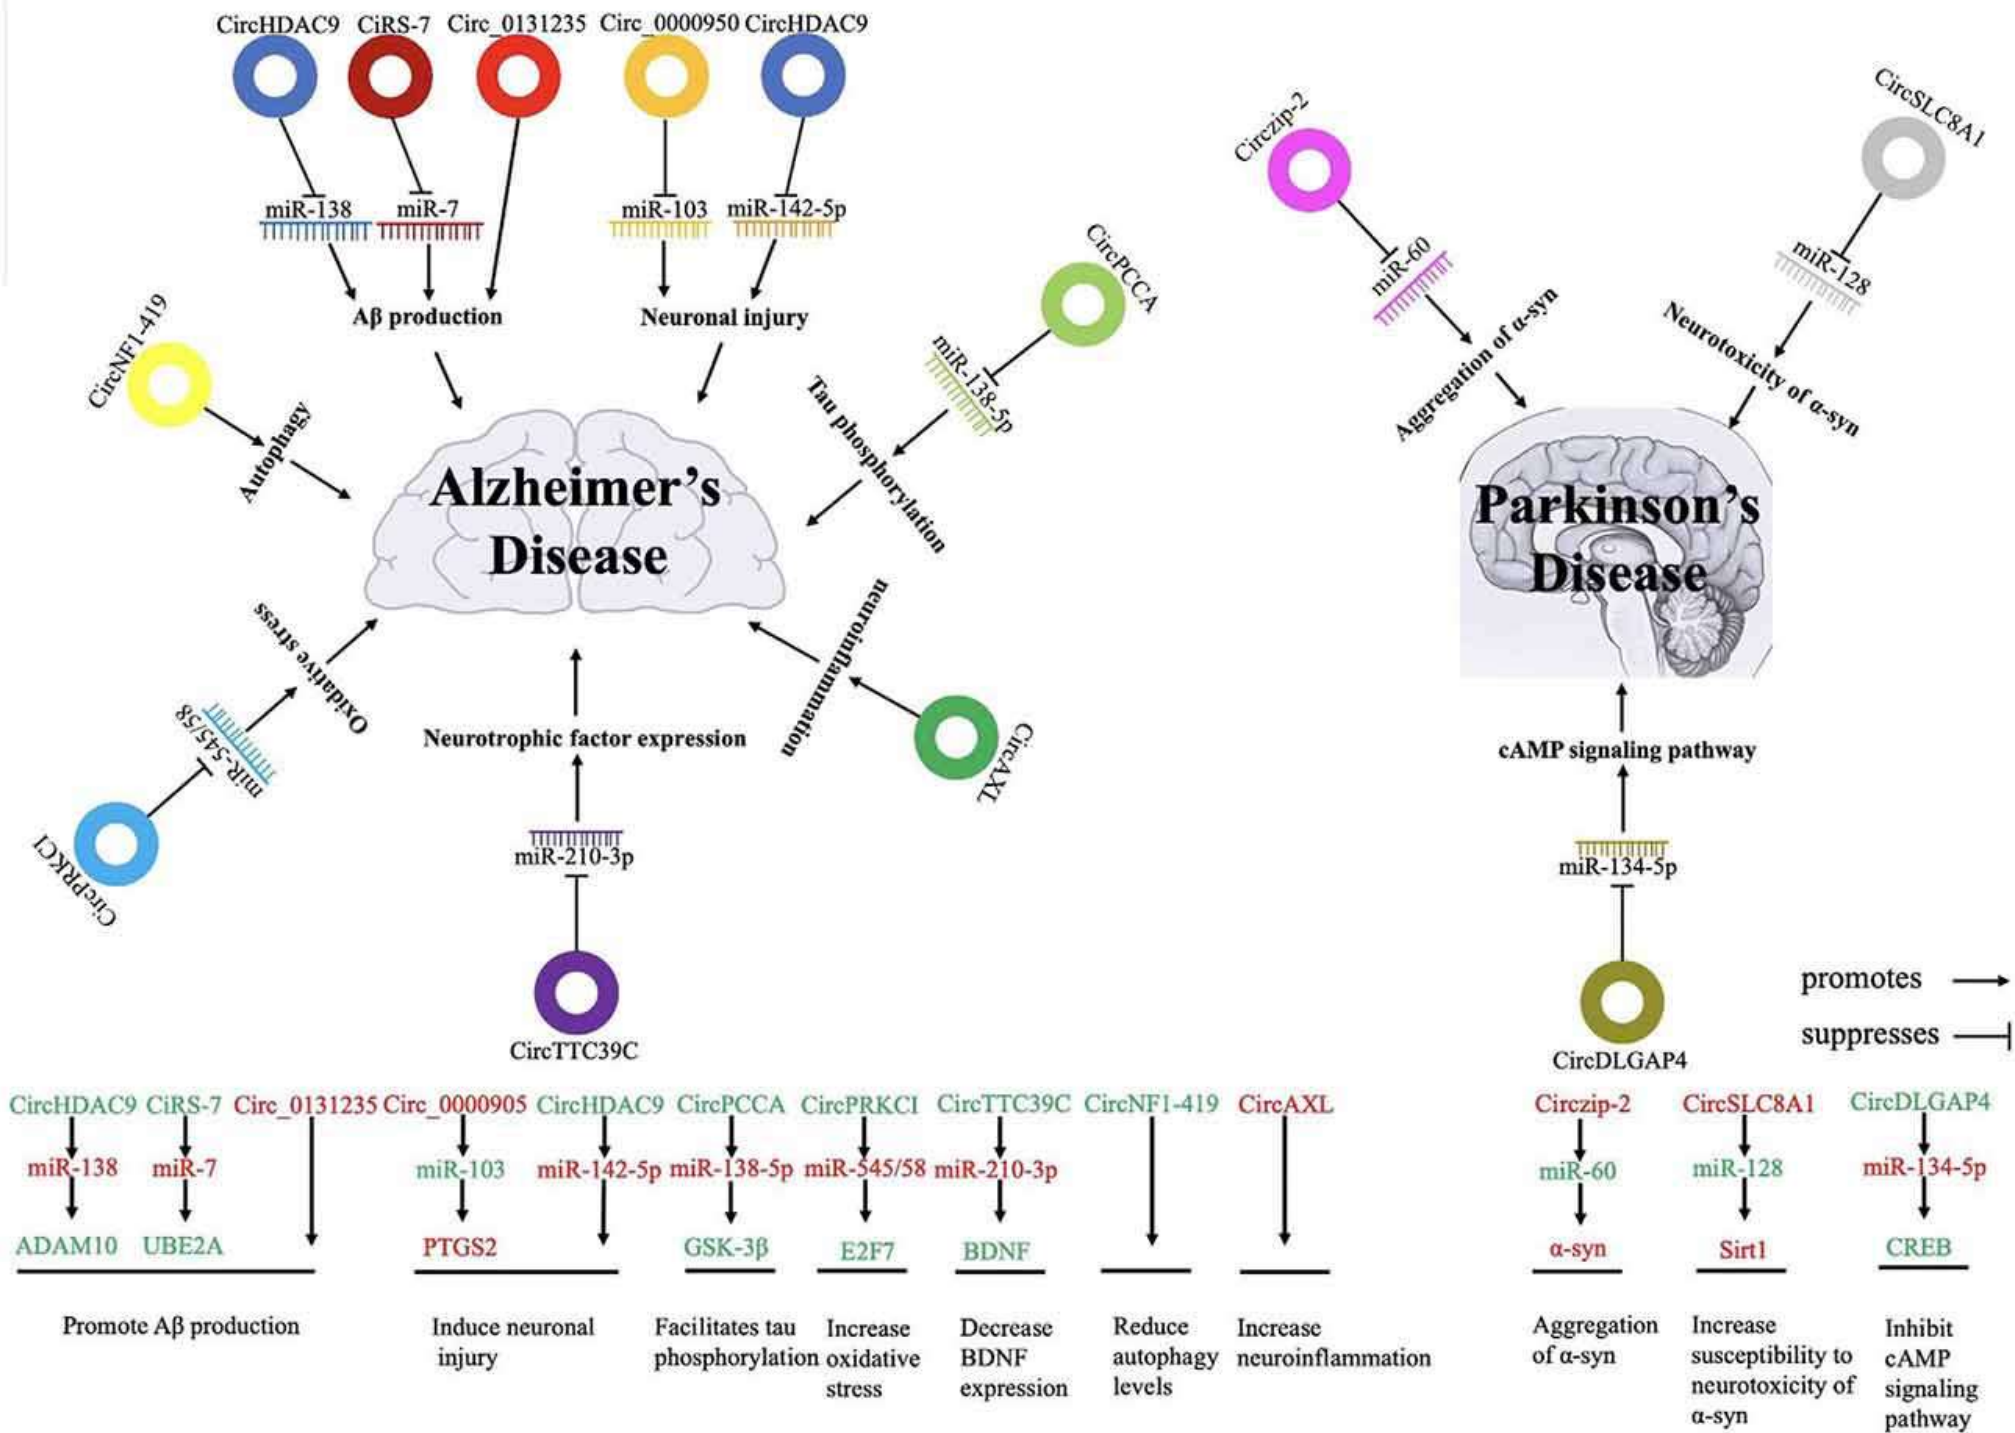 CircHDAC9 CiRS-7 Circ_0131235 Circ_0000950 CircHDAC9
miR-138 miR-7 miR-103 miR-142-5p
Aβ production
Neuronal injury
CircNF1-419
Autophagy
CircPCCA
miR-138-5p
Tau phosphorylation
Alzheimer's
Disease
Oxidative stress
miR-545/58
CircPRKCI
neuroinflammation
CircAXL
Neurotrophic factor expression
miR-210-3p
CircTTC39C
Circzip-2
miR-60
Aggregation of α-syn
CircSLC8A1
miR-128
Neurotoxicity of α-syn
Parkinson's
Disease
cAMP signaling pathway
miR-134-5p
CircDLGAP4
promotes
suppresses
CircHDAC9 CiRS-7 Circ_0131235 Circ_0000905 CircHDAC9 CircPCCA CircPRKCI CircTTC39C CircNF1-419 CircAXL Circzip-2 CircSLC8A1 CircDLGAP4
miR-138 miR-7 miR-103 miR-142-5p miR-138-5p miR-545/58 miR-210-3p miR-60 miR-128 miR-134-5p
ADAM10 UBE2A PTGS2 GSK-3β E2F7 BDNF α-syn Sirt1 CREB
Promote Aβ production
Induce neuronal
injury
Facilitates tau
phosphorylation
Increase
oxidative
stress
Decrease
BDNF
expression
Reduce
autophagy
levels
Increase
neuroinflammation
Aggregation
of α-syn
Increase
susceptibility to
neurotoxicity of
α-syn
Inhibit
cAMP
signaling
pathway